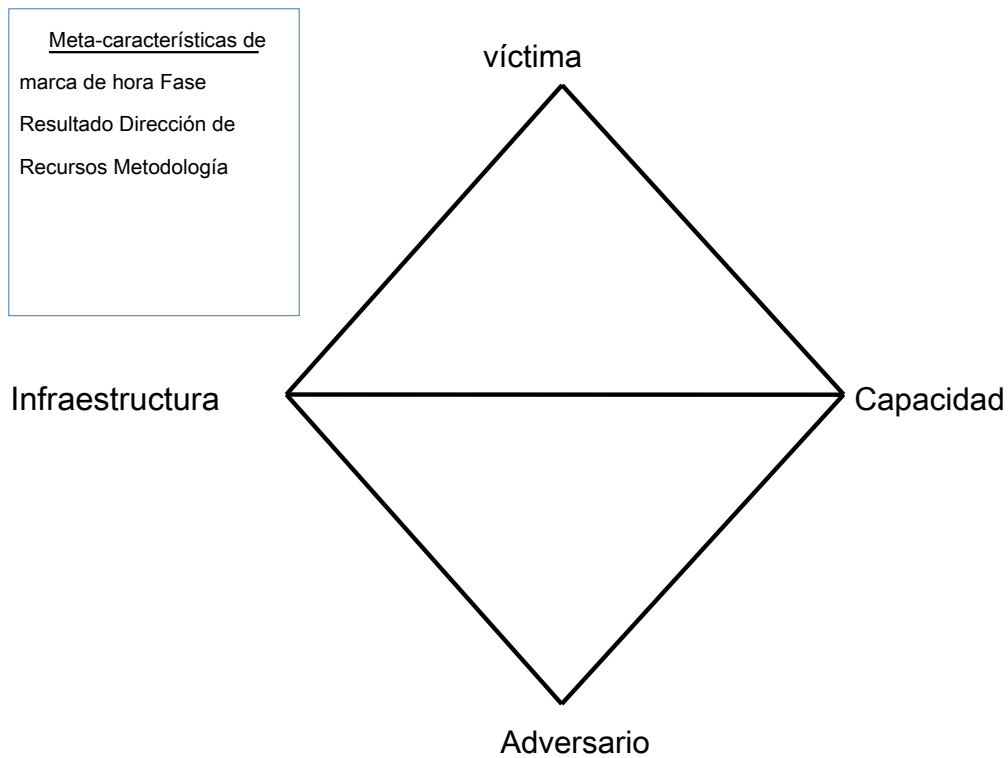 Meta-características de
marca de hora Fase
Resultado Dirección de
Recursos Metodología
víctima
Infraestructura
Capacidad
Adversario